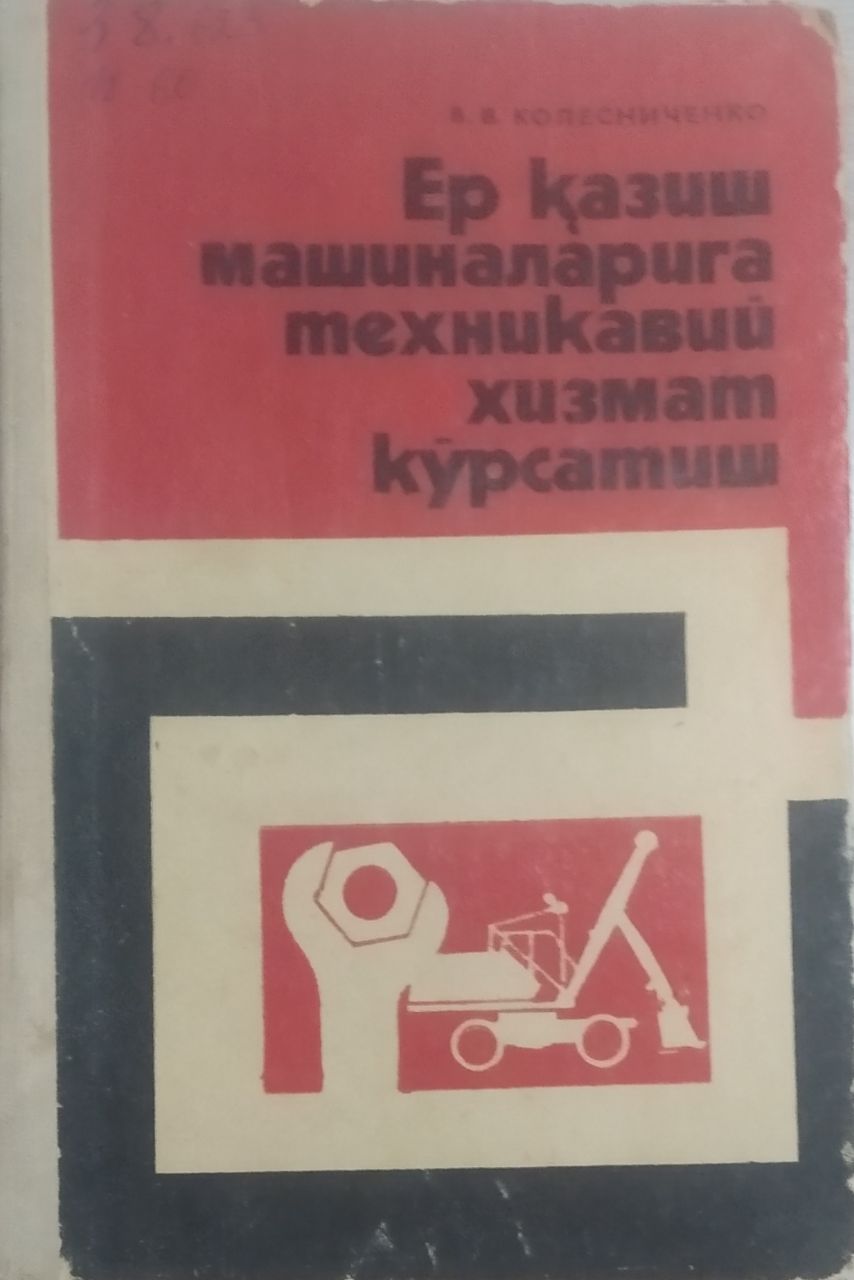 В. В. КОЛЕСНИЧЕНКО
Ер қазиш
машиналарига
техникавий
хизмат
кўрсатиш